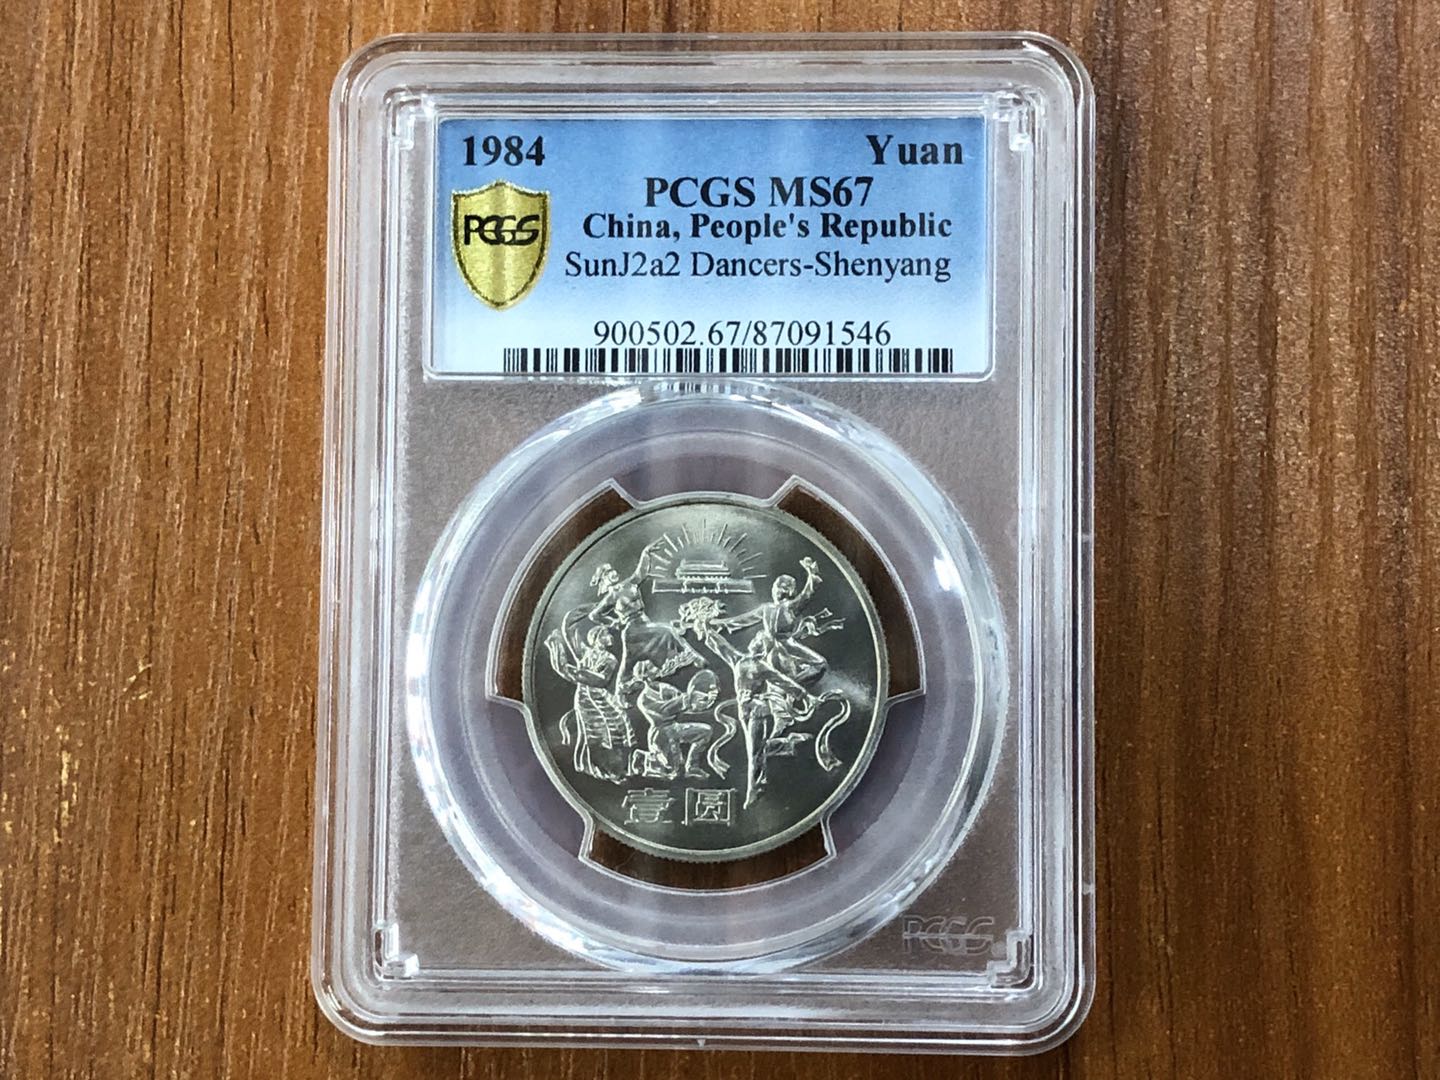 1984 Yuan
PCGS MS67
China, People's Republic
PCGS
SunJ2a2 Dancers-Shenyang
900502.67/87091546
壹圆
PCGS